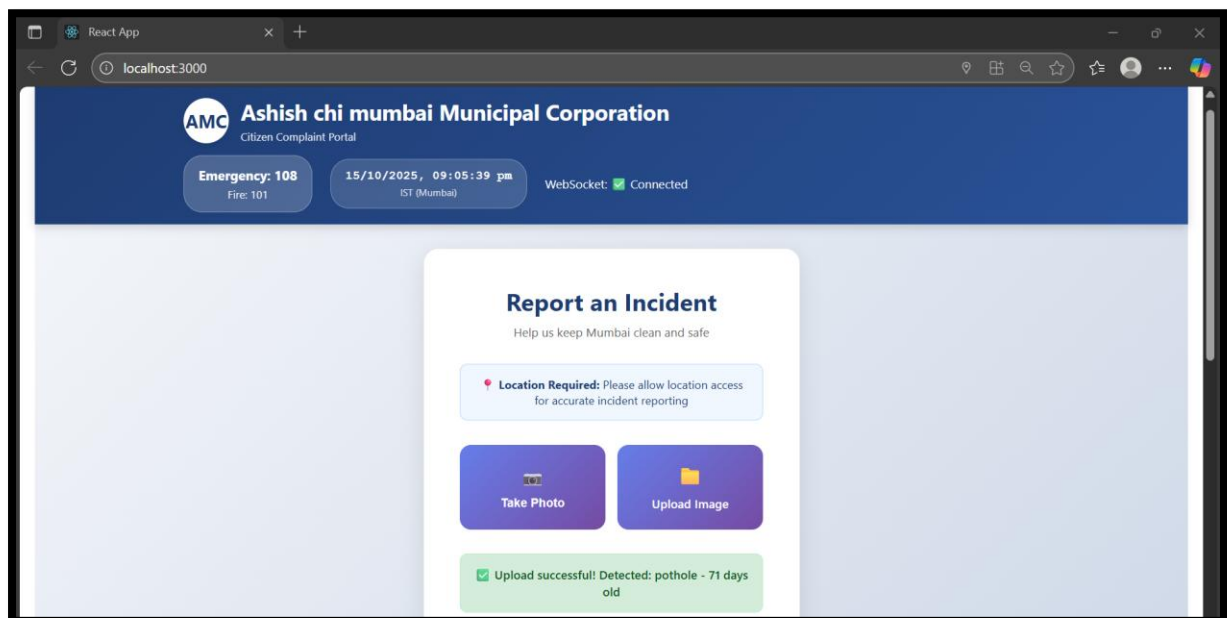 React App
localhost:3000
AMC
Ashish chi mumbai Municipal Corporation
Citizen Complaint Portal
Emergency: 108
Fire: 101
15/10/2025, 09:05:39 pm
IST (Mumbai)
WebSocket: ✅ Connected
Report an Incident
Help us keep Mumbai clean and safe
📍 Location Required: Please allow location access
for accurate incident reporting
Take Photo
Upload Image
✅ Upload successful! Detected: pothole - 71 days
old